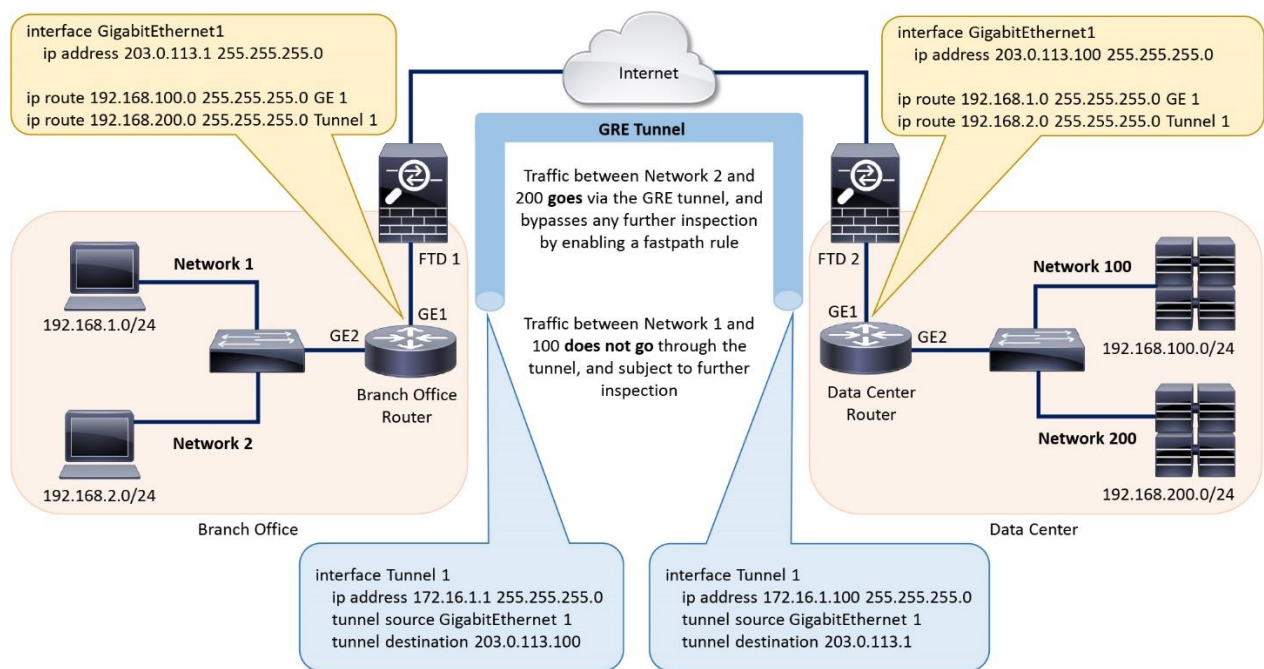 interface GigabitEthernet1
ip address 203.0.113.1 255.255.255.0
ip route 192.168.100.0 255.255.255.0 GE 1
ip route 192.168.200.0 255.255.255.0 Tunnel 1
interface GigabitEthernet1
ip address 203.0.113.100 255.255.255.0
ip route 192.168.1.0 255.255.255.0 GE 1
ip route 192.168.2.0 255.255.255.0 Tunnel 1
Internet
GRE Tunnel
Traffic between Network 2 and
200 goes via the GRE tunnel, and
bypasses any further inspection
by enabling a fastpath rule
Traffic between Network 1 and
100 does not go through the
tunnel, and subject to further
inspection
FTD 1
Network 1
192.168.1.0/24
GE1
GE2
Branch Office
Router
Network 2
192.168.2.0/24
Branch Office
FTD 2
GE1
GE2
Data Center
Router
Network 100
192.168.100.0/24
Network 200
192.168.200.0/24
Data Center
interface Tunnel 1
ip address 172.16.1.1 255.255.255.0
tunnel source GigabitEthernet 1
tunnel destination 203.0.113.100
interface Tunnel 1
ip address 172.16.1.100 255.255.255.0
tunnel source GigabitEthernet 1
tunnel destination 203.0.113.1